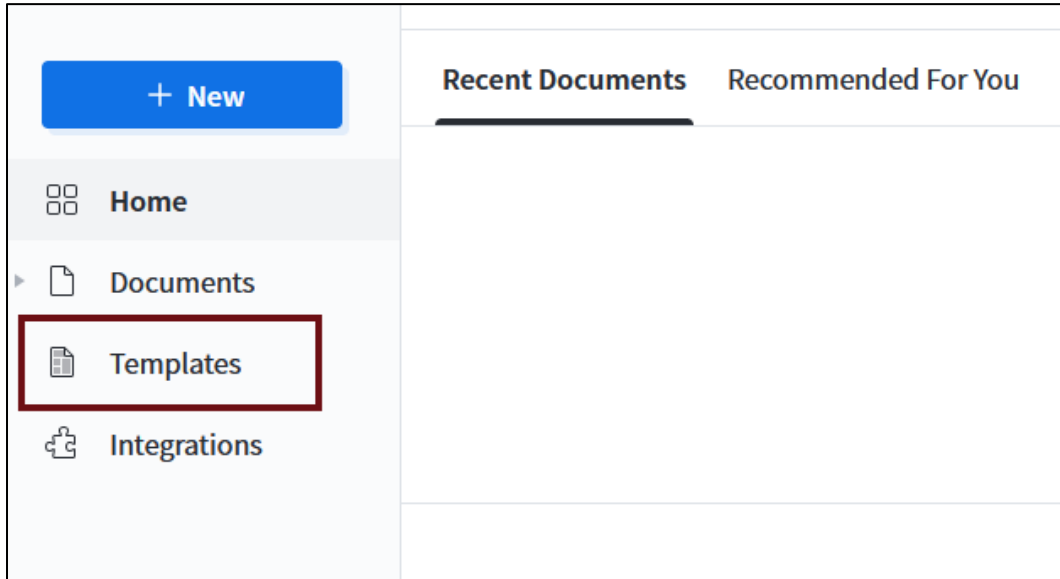 + New
Recent Documents Recommended For You
Home
Documents
Templates
Integrations